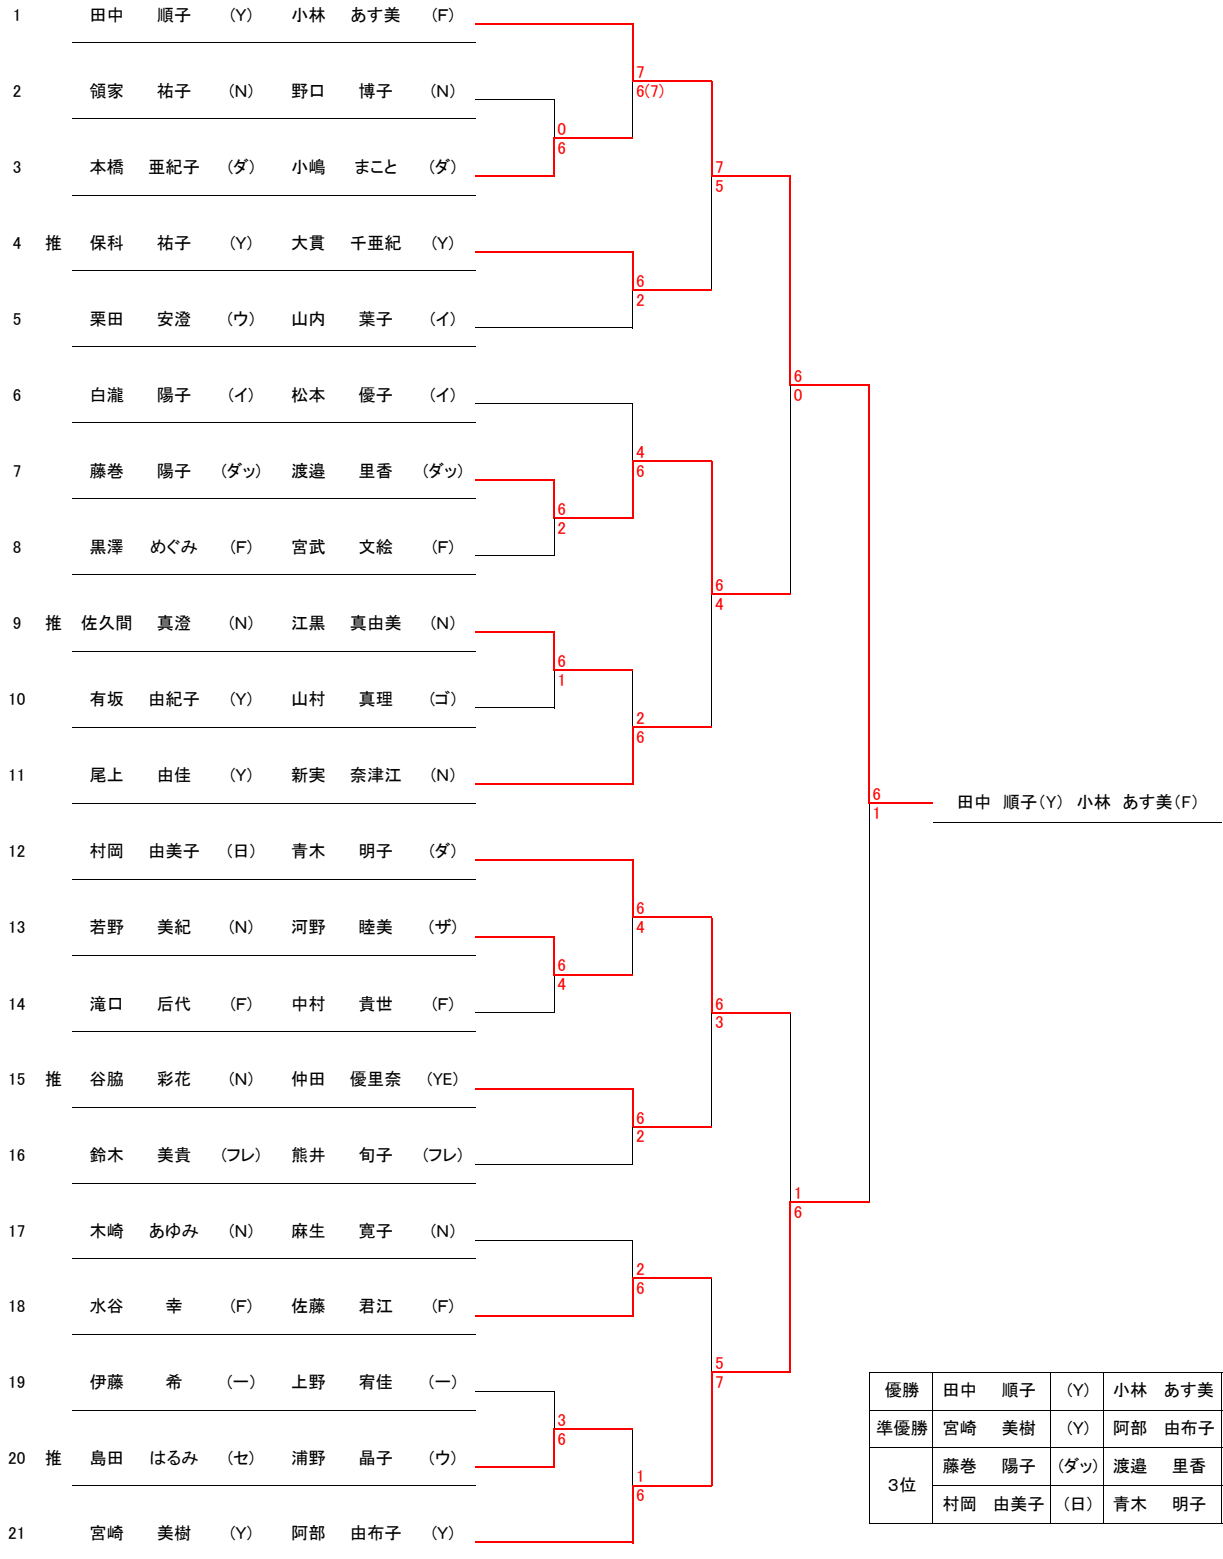 1 田中 順子 (Y) 小林 あす美 (F)
7
2 領家 祐子 (N) 野口 博子 (N) 6(7)
0
6
3 本橋 亜紀子 (ダ) 小嶋 まこと (ダ) 7
5
4 推 保科 祐子 (Y) 大貫 千亜紀 (Y)
6
2
5 栗田 安澄 (ウ) 山内 葉子 (イ)
6
0
6 白瀧 陽子 (イ) 松本 優子 (イ)
4
6
7 藤巻 陽子 (ダッ) 渡邉 里香 (ダッ)
6
2
8 黒澤 めぐみ (F) 宮武 文絵 (F)
6
4
9 推 佐久間 真澄 (N) 江黒 真由美 (N)
6
1
10 有坂 由紀子 (Y) 山村 真理 (ゴ)
2
6
11 尾上 由佳 (Y) 新実 奈津江 (N)
6
田中 順子(Y) 小林 あす美(F)
1
12 村岡 由美子 (日) 青木 明子 (ダ)
6
4
13 若野 美紀 (N) 河野 睦美 (ザ)
6
4
14 滝口 后代 (F) 中村 貴世 (F)
6
3
15 推 谷脇 彩花 (N) 仲田 優里奈 (YE)
6
2
16 鈴木 美貴 (フレ) 熊井 旬子 (フレ)
1
6
17 木崎 あゆみ (N) 麻生 寛子 (N)
2
6
18 水谷 幸 (F) 佐藤 君江 (F)
5
7
19 伊藤 希 (一) 上野 宥佳 (一)
3
6
20 推 島田 はるみ (セ) 浦野 晶子 (ウ)
1
6
21 宮崎 美樹 (Y) 阿部 由布子 (Y)
優勝 田中 順子 (Y) 小林 あす美
準優勝 宮崎 美樹 (Y) 阿部 由布子
3位 藤巻 陽子 (ダッ) 渡邉 里香
村岡 由美子 (日) 青木 明子